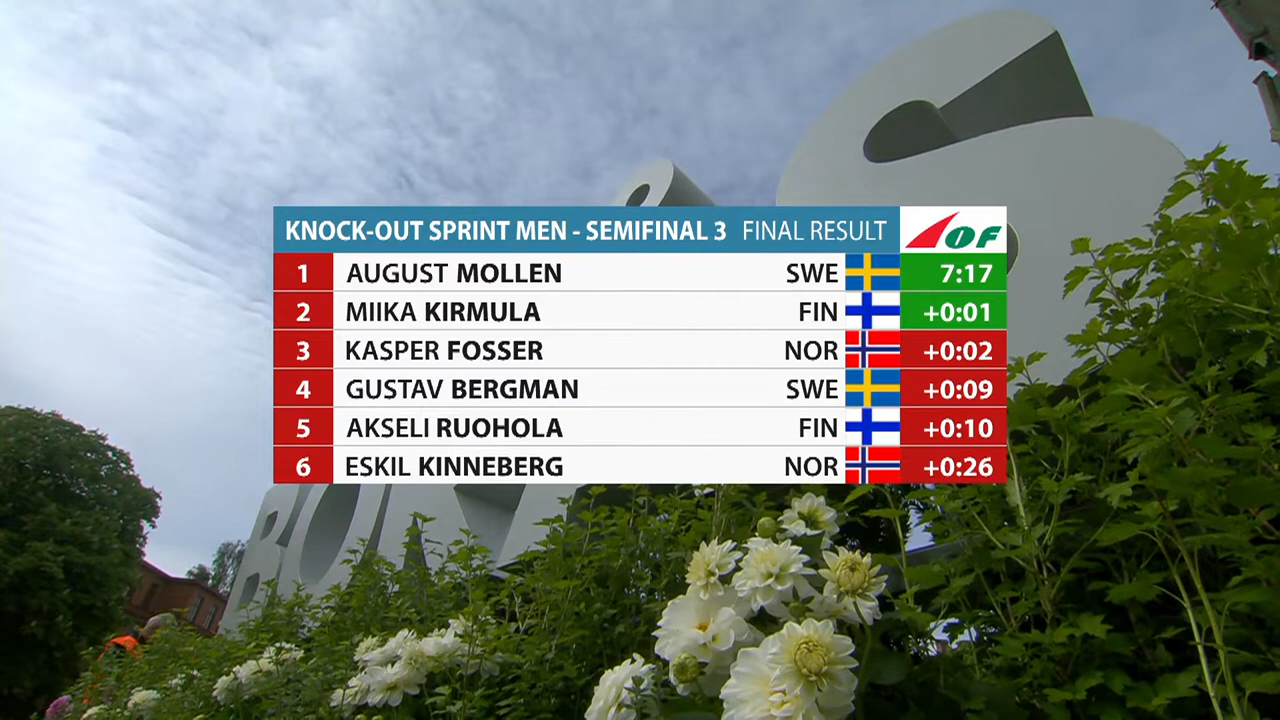 KNOCK-OUT SPRINT MEN - SEMIFINAL 3 FINAL RESULT IOF
1 AUGUST MOLLEN SWE 7:17
2 MIIKA KIRMULA FIN +0:01
3 KASPER FOSSER NOR +0:02
4 GUSTAV BERGMAN SWE +0:09
5 AKSELI RUOHOLA FIN +0:10
6 ESKIL KINNEBERG NOR +0:26